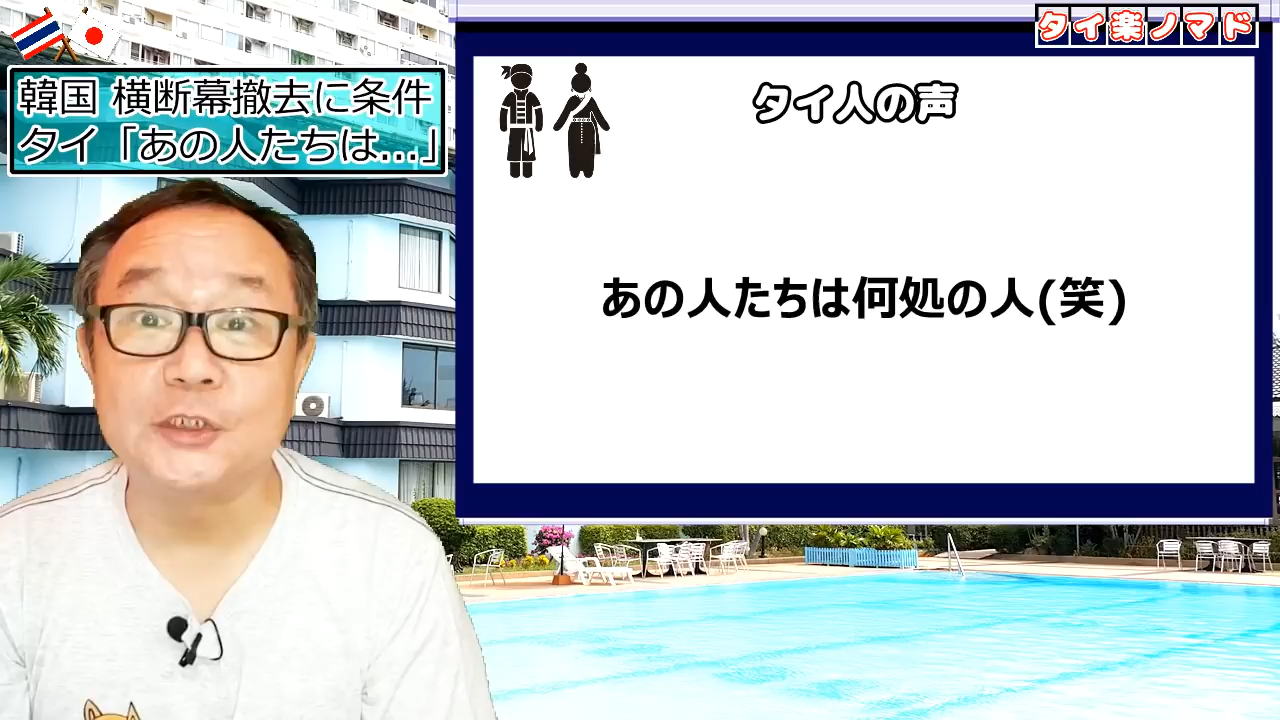 タイ楽ノマド
韓国 横断幕撤去に条件
タイ「あの人たちは...」
タイ人の声
あの人たちは何処の人(笑)